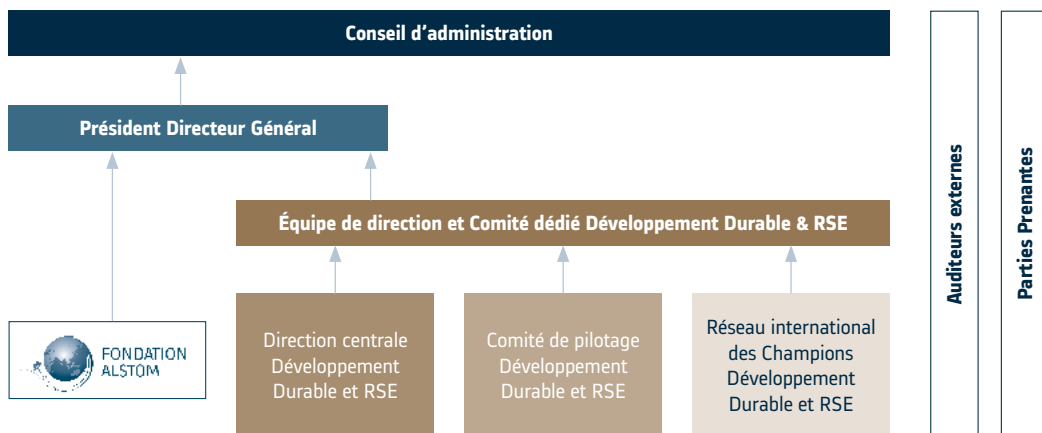 Conseil d'administration
Président Directeur Général
Équipe de direction et Comité dédié Développement Durable & RSE
FONDATION
ALSTOM
Direction centrale
Développement
Durable et RSE
Comité de pilotage
Développement
Durable et RSE
Réseau international
des Champions
Développement
Durable et RSE
Auditeurs externes
Parties Prenantes